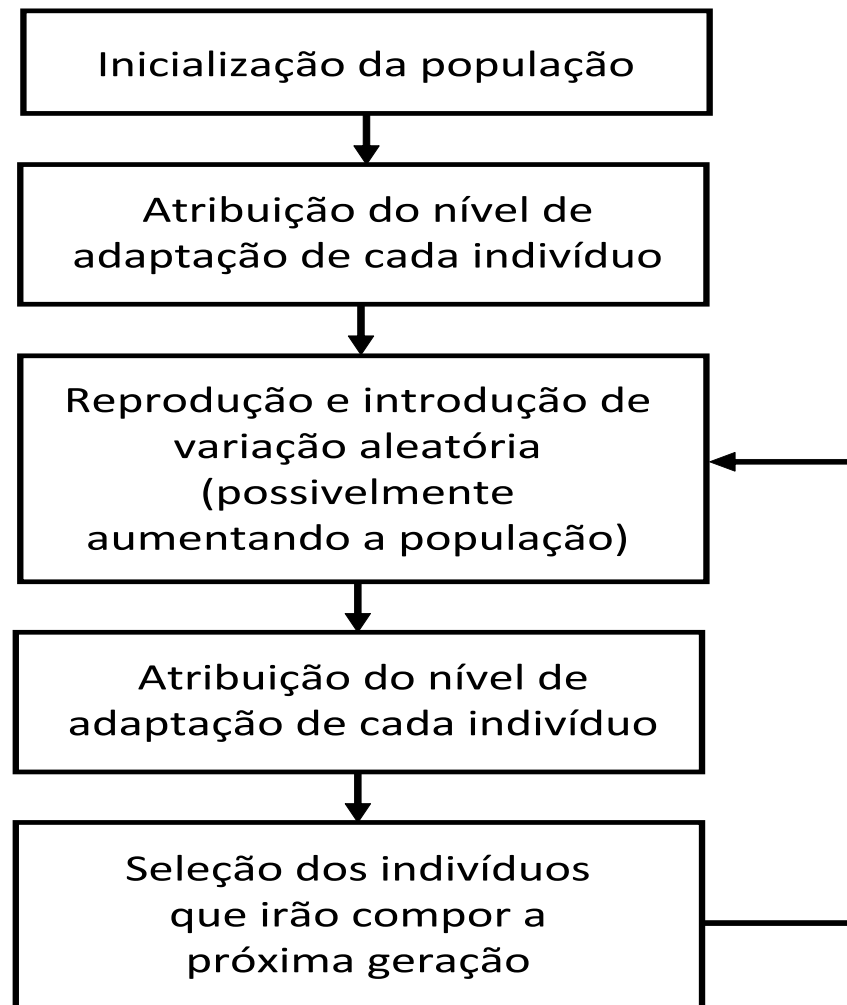 Inicialização da população
Atribuição do nível de
adaptação de cada indivíduo
Reprodução e introdução de
variação aleatória
(possivelmente
aumentando a população)
Atribuição do nível de
adaptação de cada indivíduo
Seleção dos indivíduos
que irão compor a
próxima geração